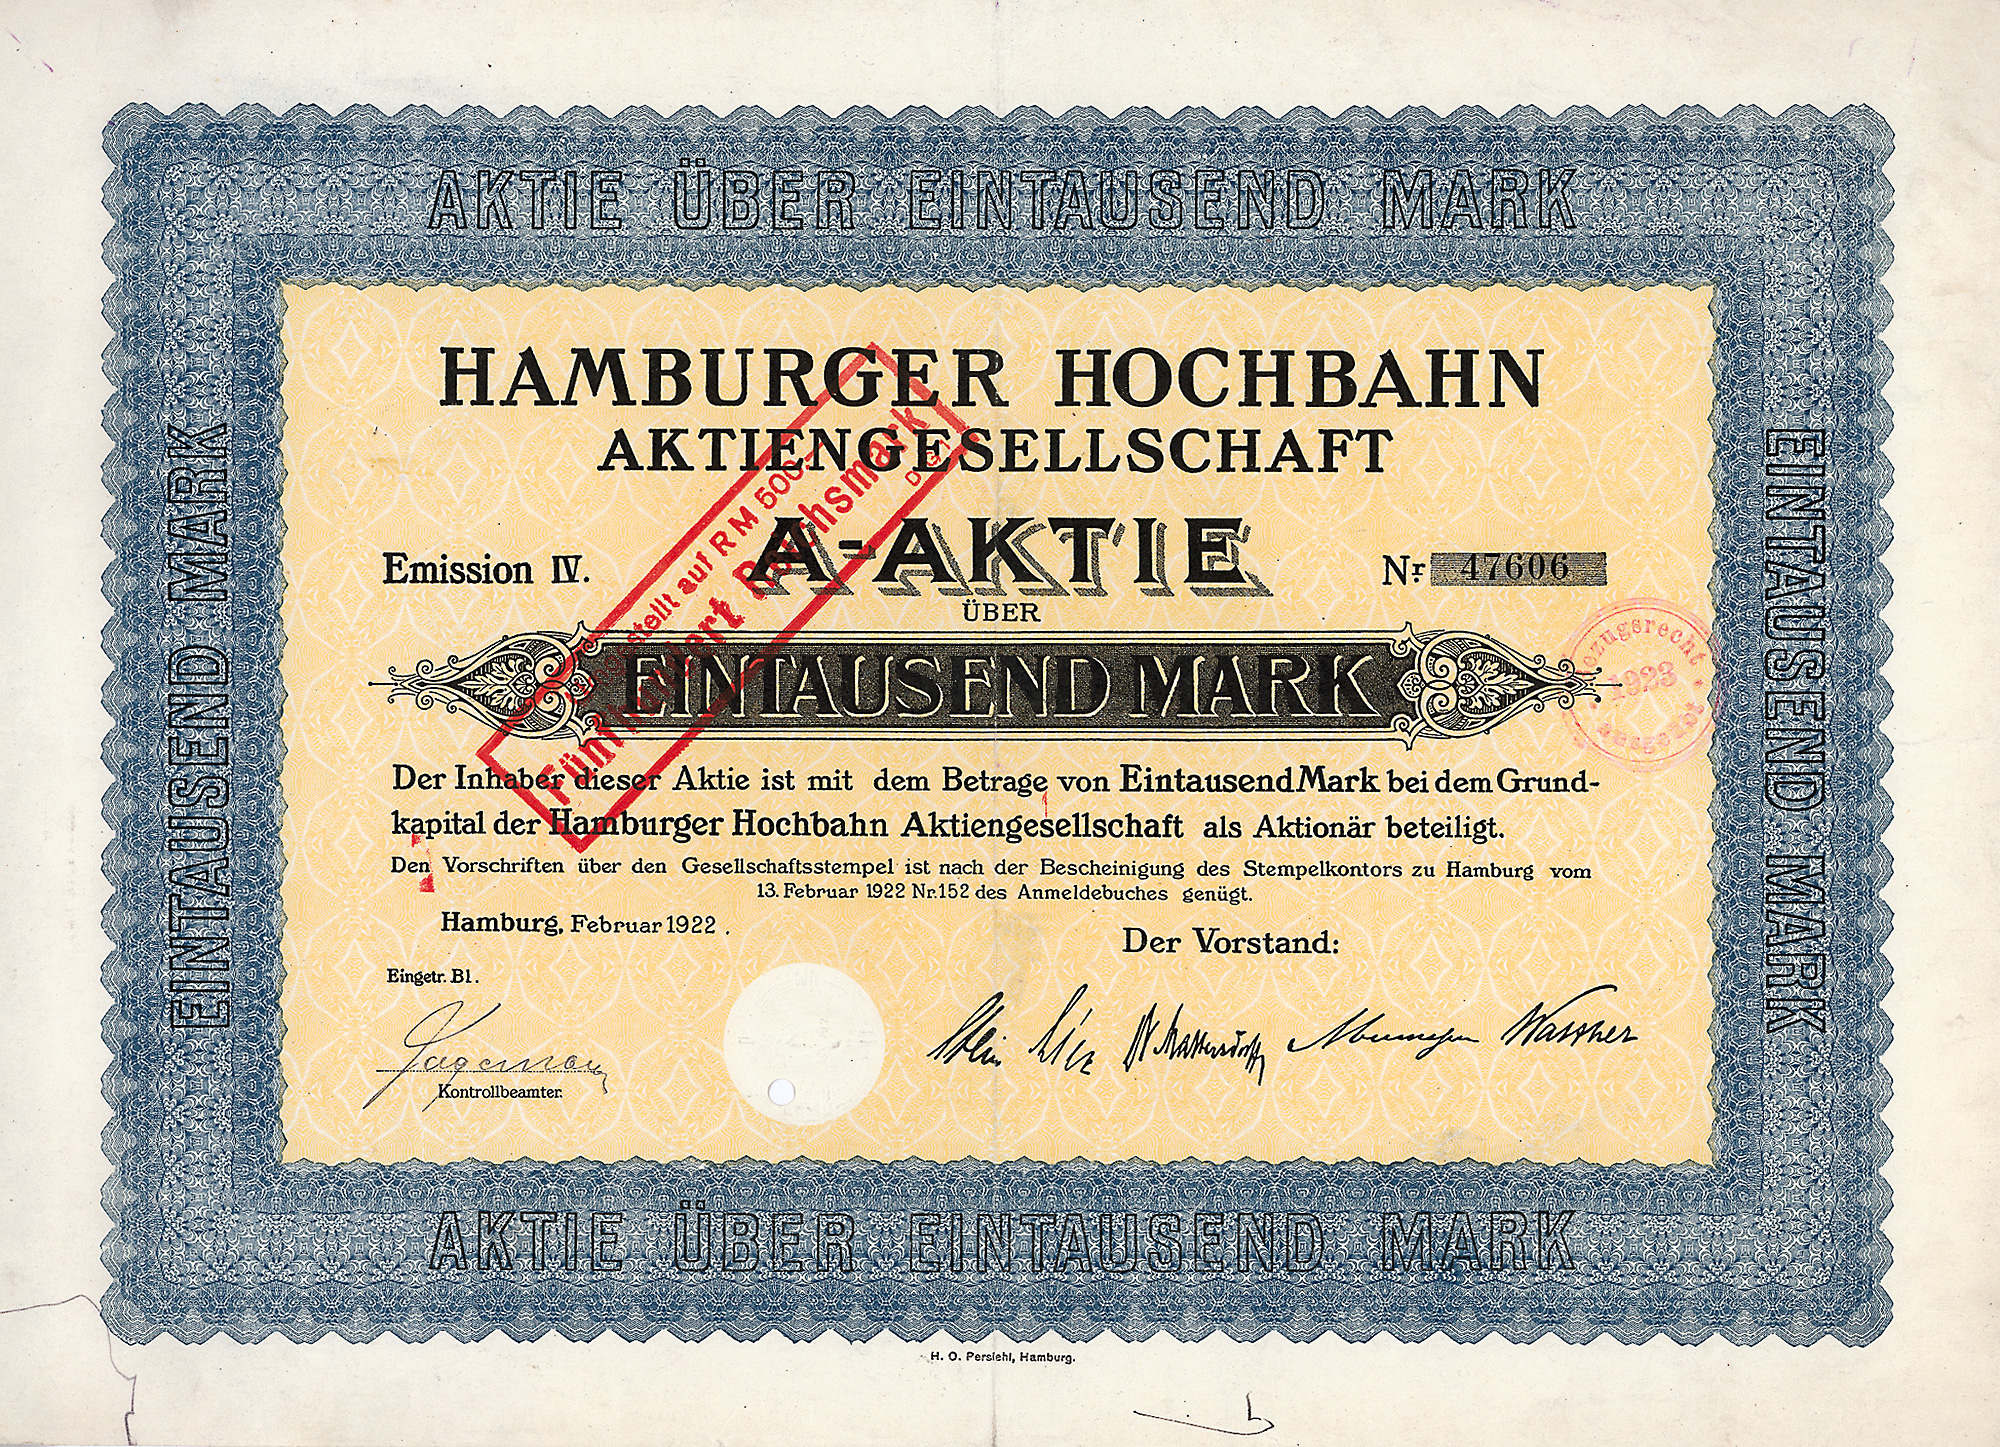 AKTIE ÜBER EINTAUSEND MARK
EINTAUSEND MARK
EINTAUSEND MARK
HAMBURGER HOCHBAHN
AKTIENGESELLSCHAFT
A-AKTIE
Emission IV.
Nr. 47606
ÜBER
EINTAUSEND MARK
auf RM 500
Fünfhundert Reichsmark
Bezugsrecht
1923
ausgeübt
Der Inhaber dieser Aktie ist mit dem Betrage von Eintausend Mark bei dem Grund-
kapital der Hamburger Hochbahn Aktiengesellschaft als Aktionär beteiligt.
Den Vorschriften über den Gesellschaftsstempel ist nach der Bescheinigung des Stempelkontors zu Hamburg vom
13. Februar 1922 Nr. 152 des Anmeldebuches genügt.
Hamburg, Februar 1922.
Der Vorstand:
Eingetr. Bl.
Kontrollbeamter.
AKTIE ÜBER EINTAUSEND MARK
H. O. Persiehl, Hamburg.